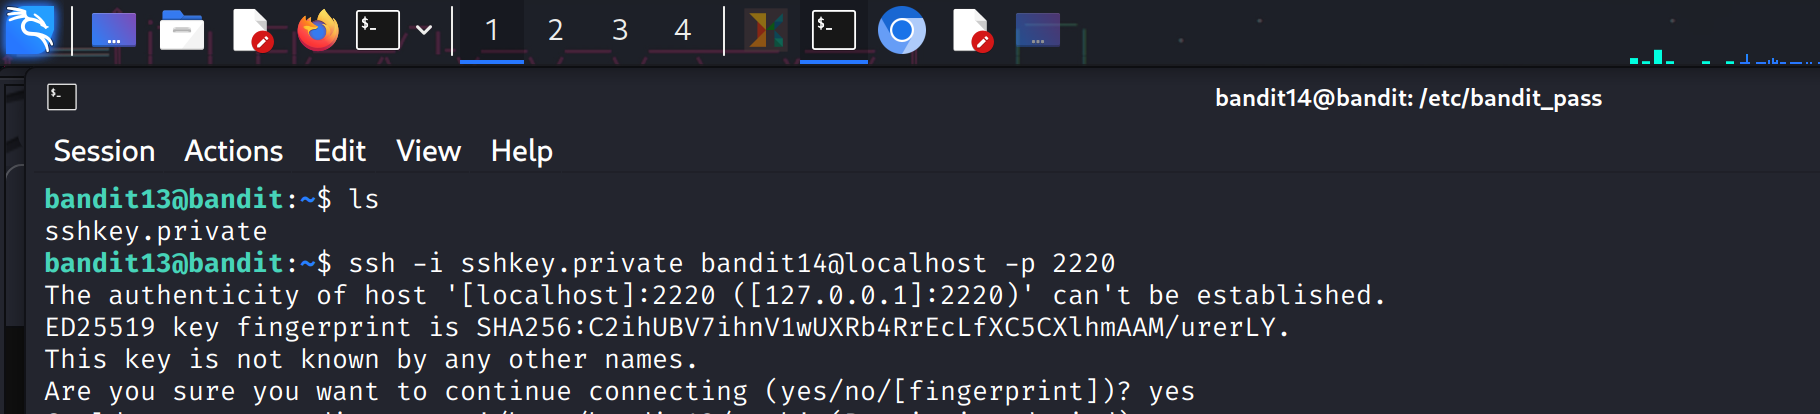 1 2 3 4
bandit14@bandit: /etc/bandit_pass
Session Actions Edit View Help
bandit13@bandit:~$ ls
sshkey.private
bandit13@bandit:~$ ssh -i sshkey.private bandit14@localhost -p 2220
The authenticity of host '[localhost]:2220 ([127.0.0.1]:2220)' can't be established.
ED25519 key fingerprint is SHA256:C2ihUBV7ihnV1wUXRb4RrEcLfXC5CXlhmAAM/urerLY.
This key is not known by any other names.
Are you sure you want to continue connecting (yes/no/[fingerprint])? yes